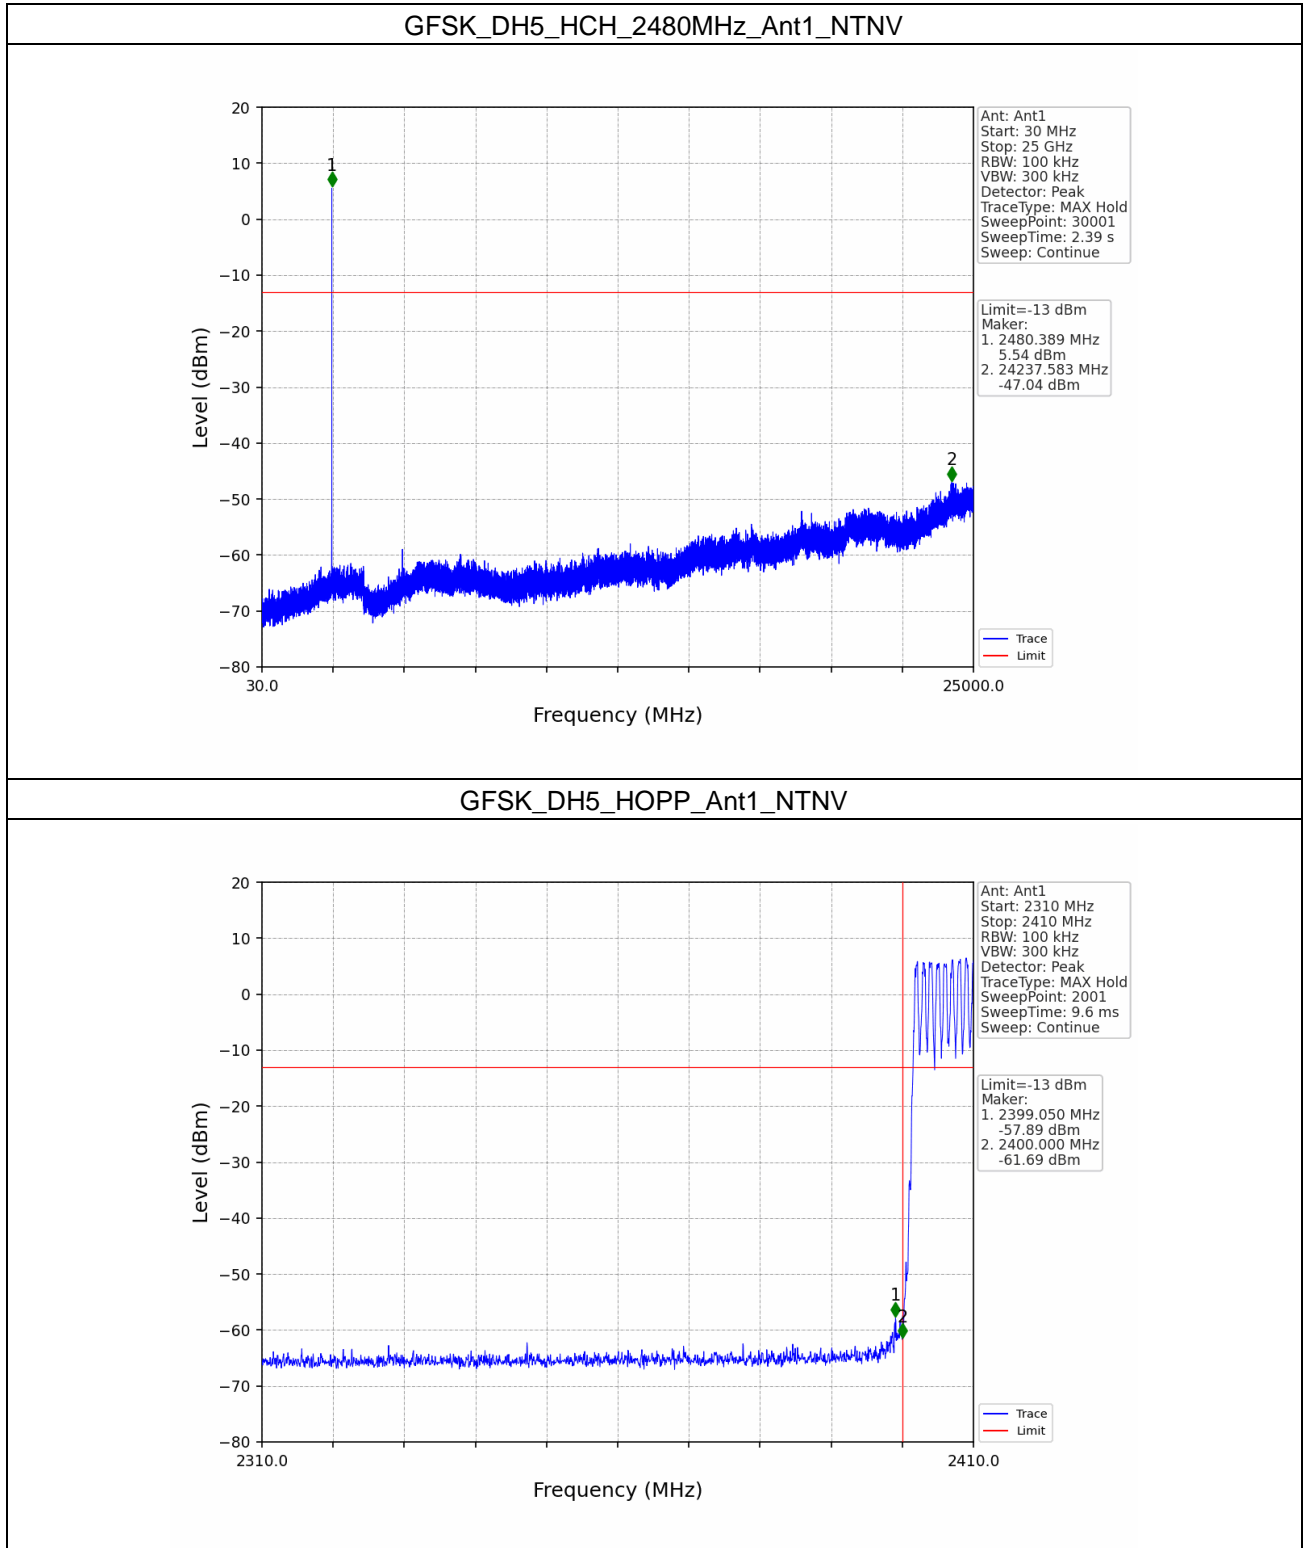 GFSK_DH5_HCH_2480MHz_Ant1_NTNV
20
10
0
−10
−20
−30
−40
−50
−60
−70
−80
Level (dBm)
1
2
30.0
25000.0
Frequency (MHz)
Ant: Ant1
Start: 30 MHz
Stop: 25 GHz
RBW: 100 kHz
VBW: 300 kHz
Detector: Peak
TraceType: MAX Hold
SweepPoint: 30001
SweepTime: 2.39 s
Sweep: Continue
Limit=-13 dBm
Maker:
1. 2480.389 MHz
5.54 dBm
2. 24237.583 MHz
-47.04 dBm
Trace
Limit
GFSK_DH5_HOPP_Ant1_NTNV
20
10
0
−10
−20
−30
−40
−50
−60
−70
−80
Level (dBm)
1
2
2310.0
2410.0
Frequency (MHz)
Ant: Ant1
Start: 2310 MHz
Stop: 2410 MHz
RBW: 100 kHz
VBW: 300 kHz
Detector: Peak
TraceType: MAX Hold
SweepPoint: 2001
SweepTime: 9.6 ms
Sweep: Continue
Limit=-13 dBm
Maker:
1. 2399.050 MHz
-57.89 dBm
2. 2400.000 MHz
-61.69 dBm
Trace
Limit